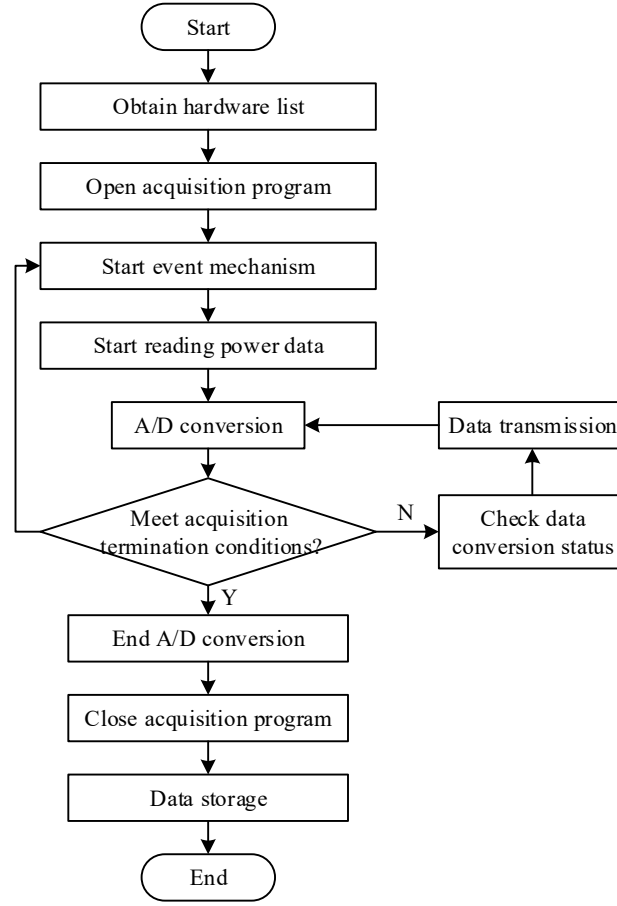 Start
Obtain hardware list
Open acquisition program
Start event mechanism
Start reading power data
A/D conversion
Data transmission
Meet acquisition
termination conditions?
N
Check data
conversion status
Y
End A/D conversion
Close acquisition program
Data storage
End